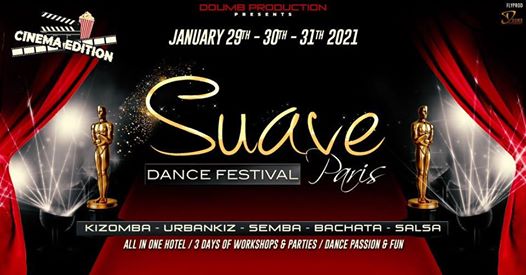 DOUMB PRODUCTION
PRESENTS
FLYPROD
CINEMA EDITION
JANUARY 29TH - 30TH - 31TH 2021
Suave
DANCE FESTIVAL Paris
KIZOMBA - URBANKIZ - SEMBA - BACHATA - SALSA
ALL IN ONE HOTEL / 3 DAYS OF WORKSHOPS & PARTIES / DANCE PASSION & FUN